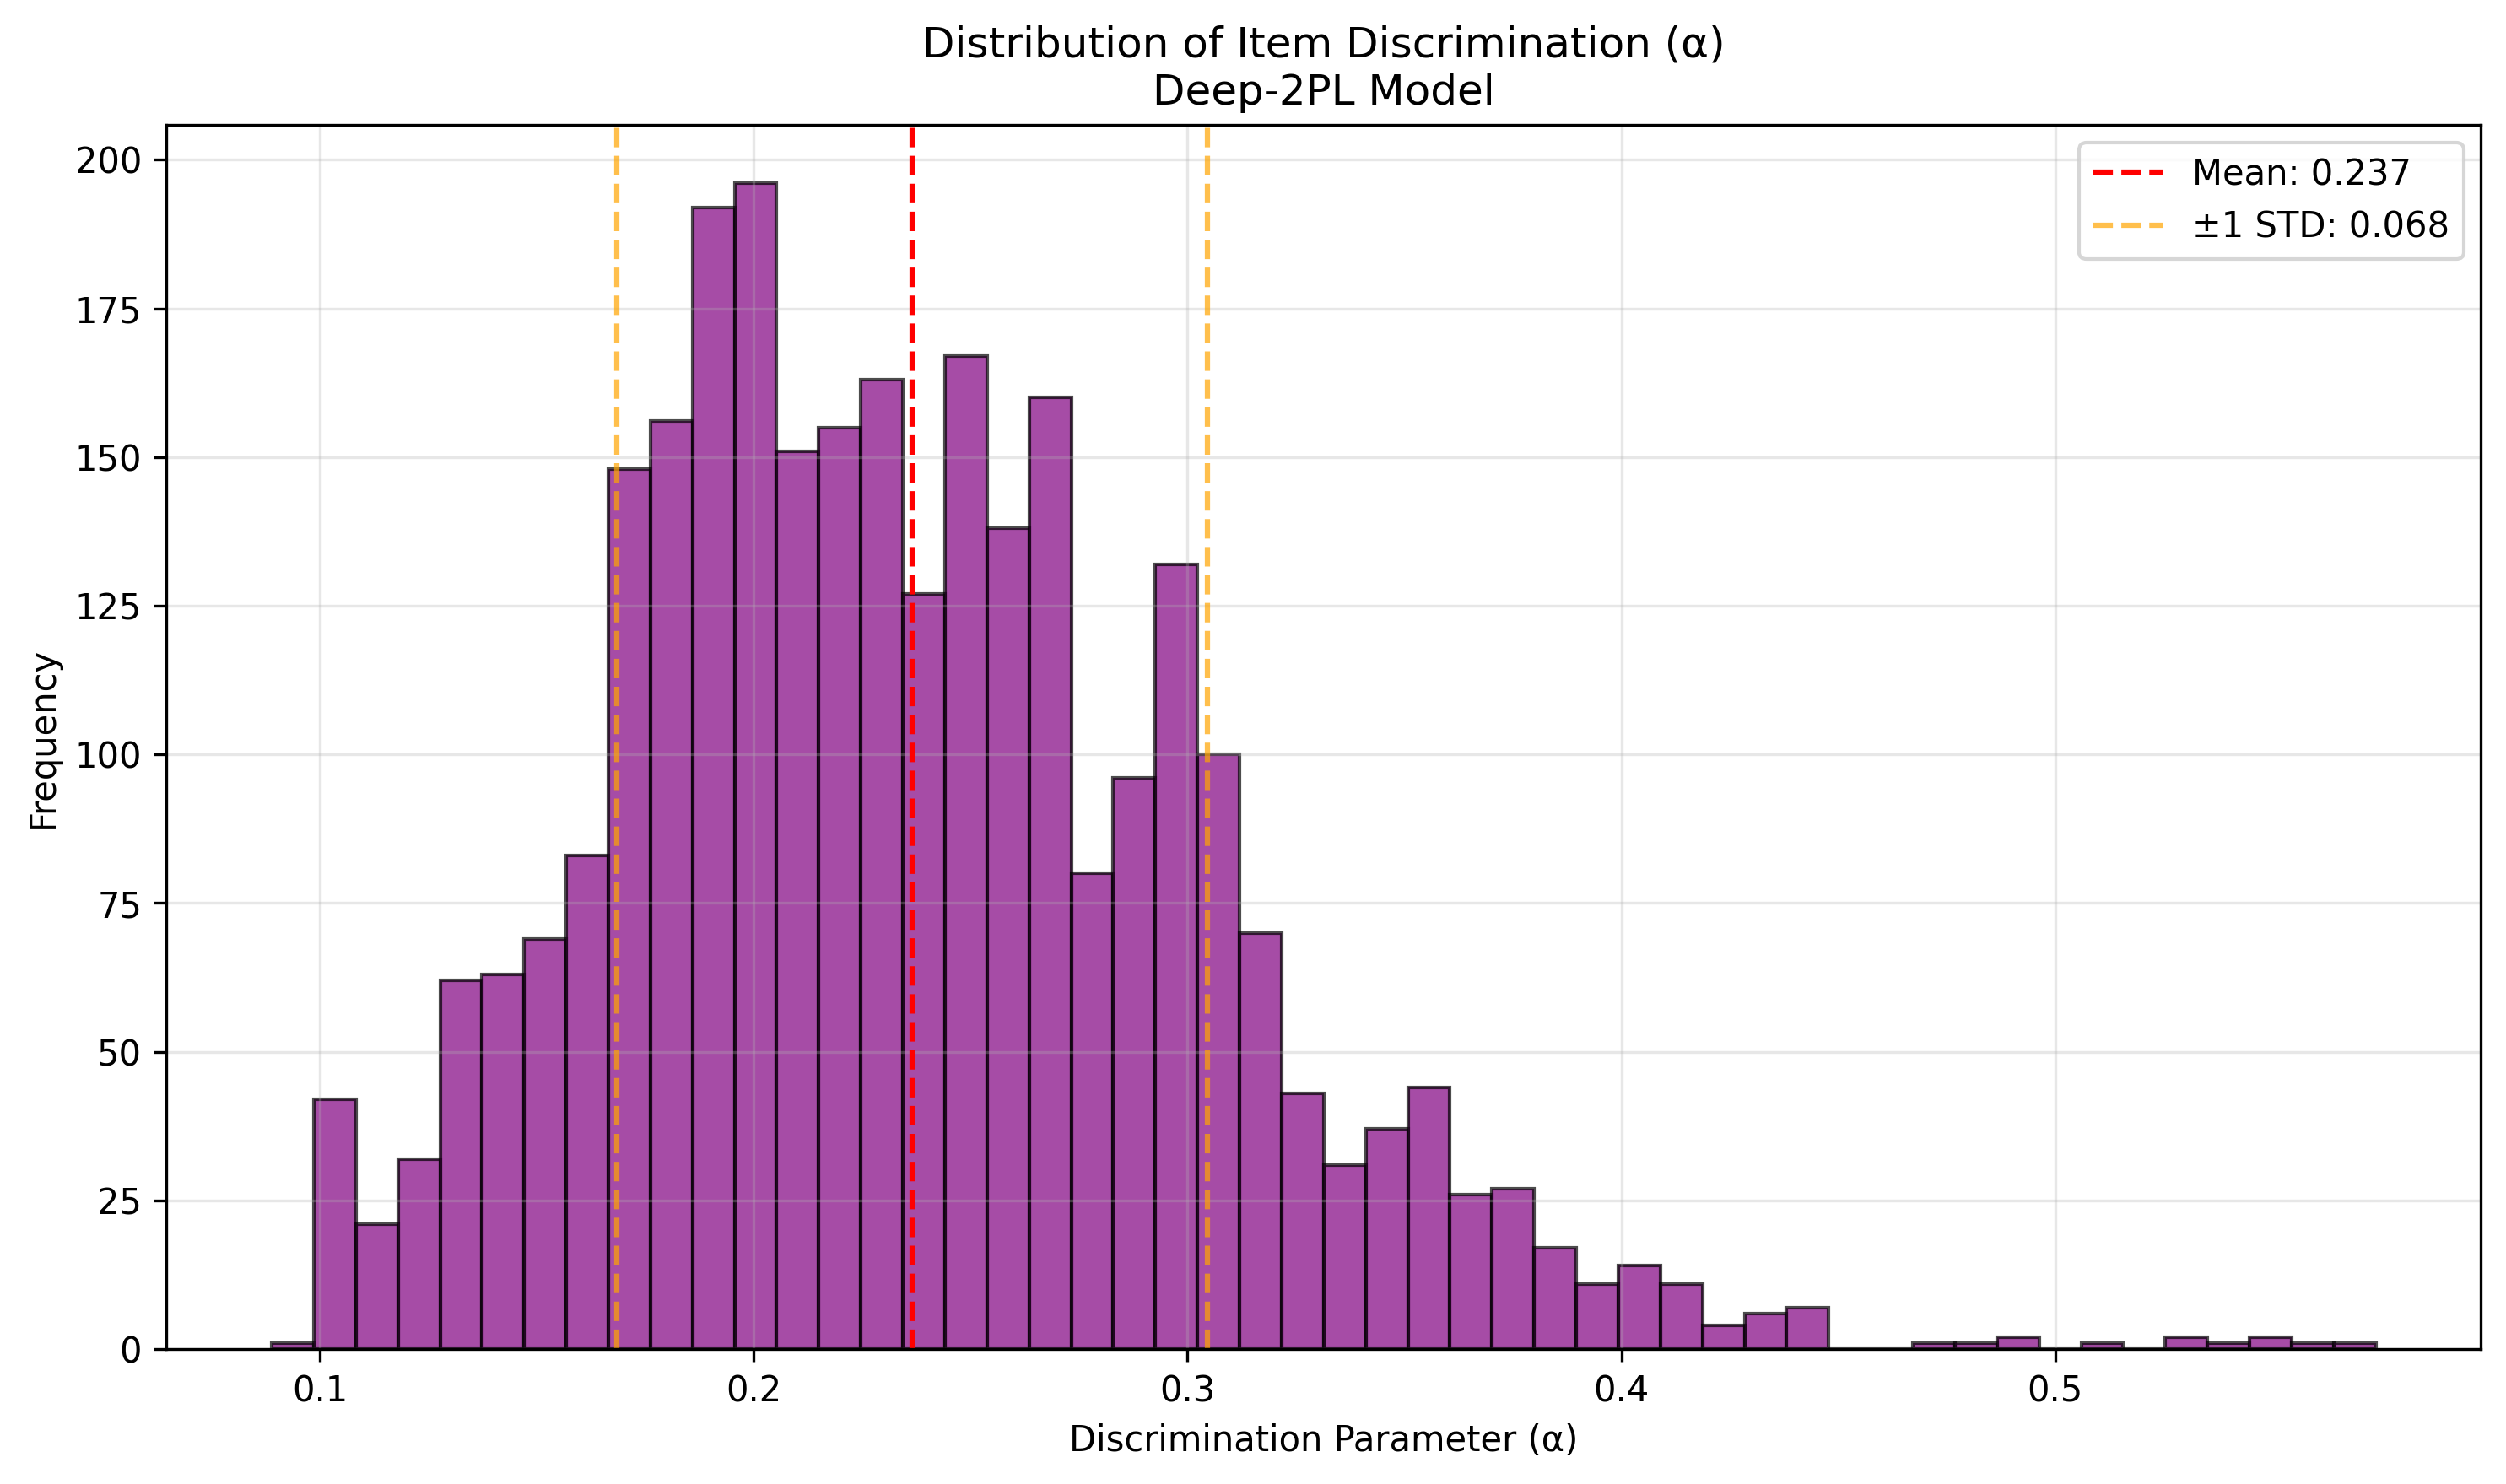 Distribution of Item Discrimination (α)
Deep-2PL Model
Mean: 0.237
±1 STD: 0.068
Frequency
200
175
150
125
100
75
50
25
0
0.1
0.2
0.3
0.4
0.5
Discrimination Parameter (α)